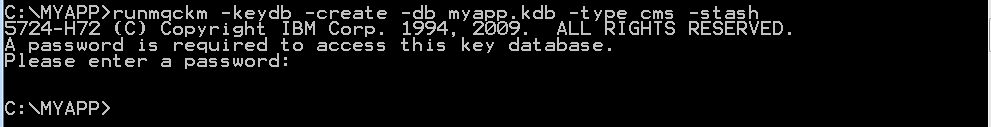 C:\MYAPP>runmqckm -keydb -create -db myapp.kdb -type cms -stash
5724-H72 (C) Copyright IBM Corp. 1994, 2009.  ALL RIGHTS RESERVED.
A password is required to access this key database.
Please enter a password:
C:\MYAPP>